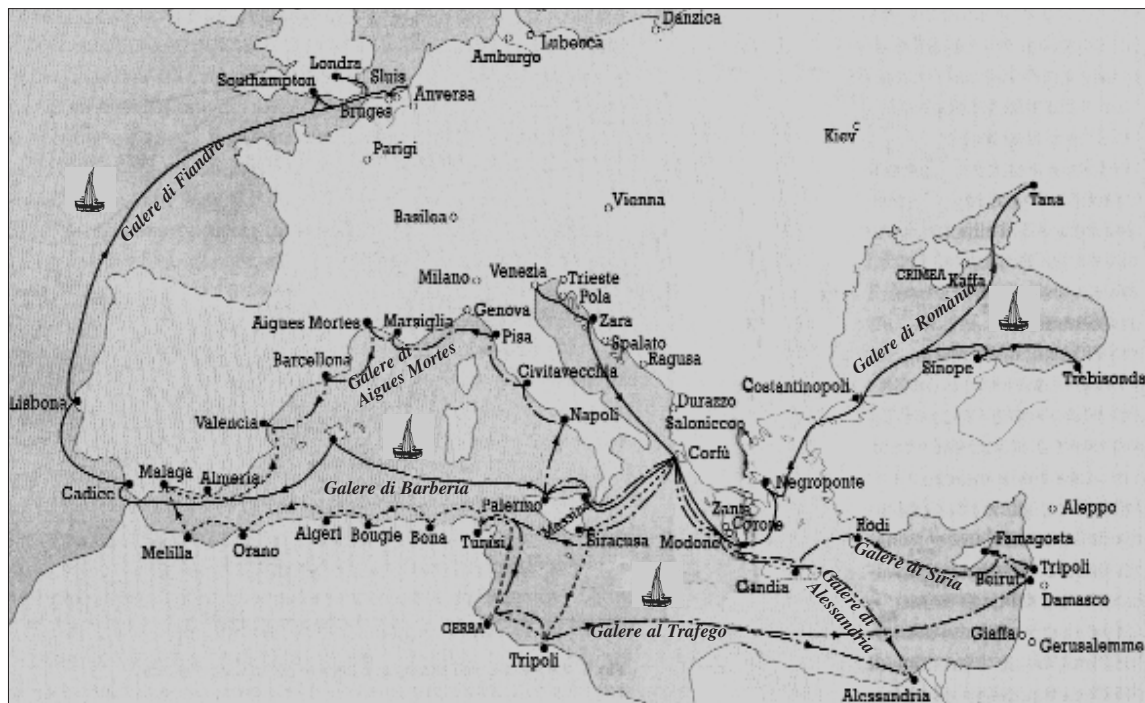 Danzica
Lubecca
Amburgo
Londra
Sluis
Southampton
Anversa
Bruges
Kiev
Parigi
Galere di Fiandra
Tana
Vienna
Basilea
CRIMEA
Kaffa
Milano
Venezia
Trieste
Pola
Genova
Zara
Aigues Mortes
Marsiglia
Pisa
Galere di Romània
Spalato
Ragusa
Sinope
Trebisonda
Barcellona
Galere di
Aigues Mortes
Civitavecchia
Costantinopoli
Lisbona
Durazzo
Napoli
Saloniccoo
Valencia
Corfù
Malaga
Almeria
Cadice
Galere di Barberia
Negroponte
Palermo
Messina
Zante
Aleppo
Corone
Rodi
Melilla
Orano
Algeri
Bougie
Bona
Tunisi
Siracusa
Modone
Famagosta
Galere di Siria
Tripoli
Beirut
Candia
Galere di
Alessandria
Damasco
GERBA
Galere al Trafego
Giaffa
Gerusalemme
Tripoli
Alessandria